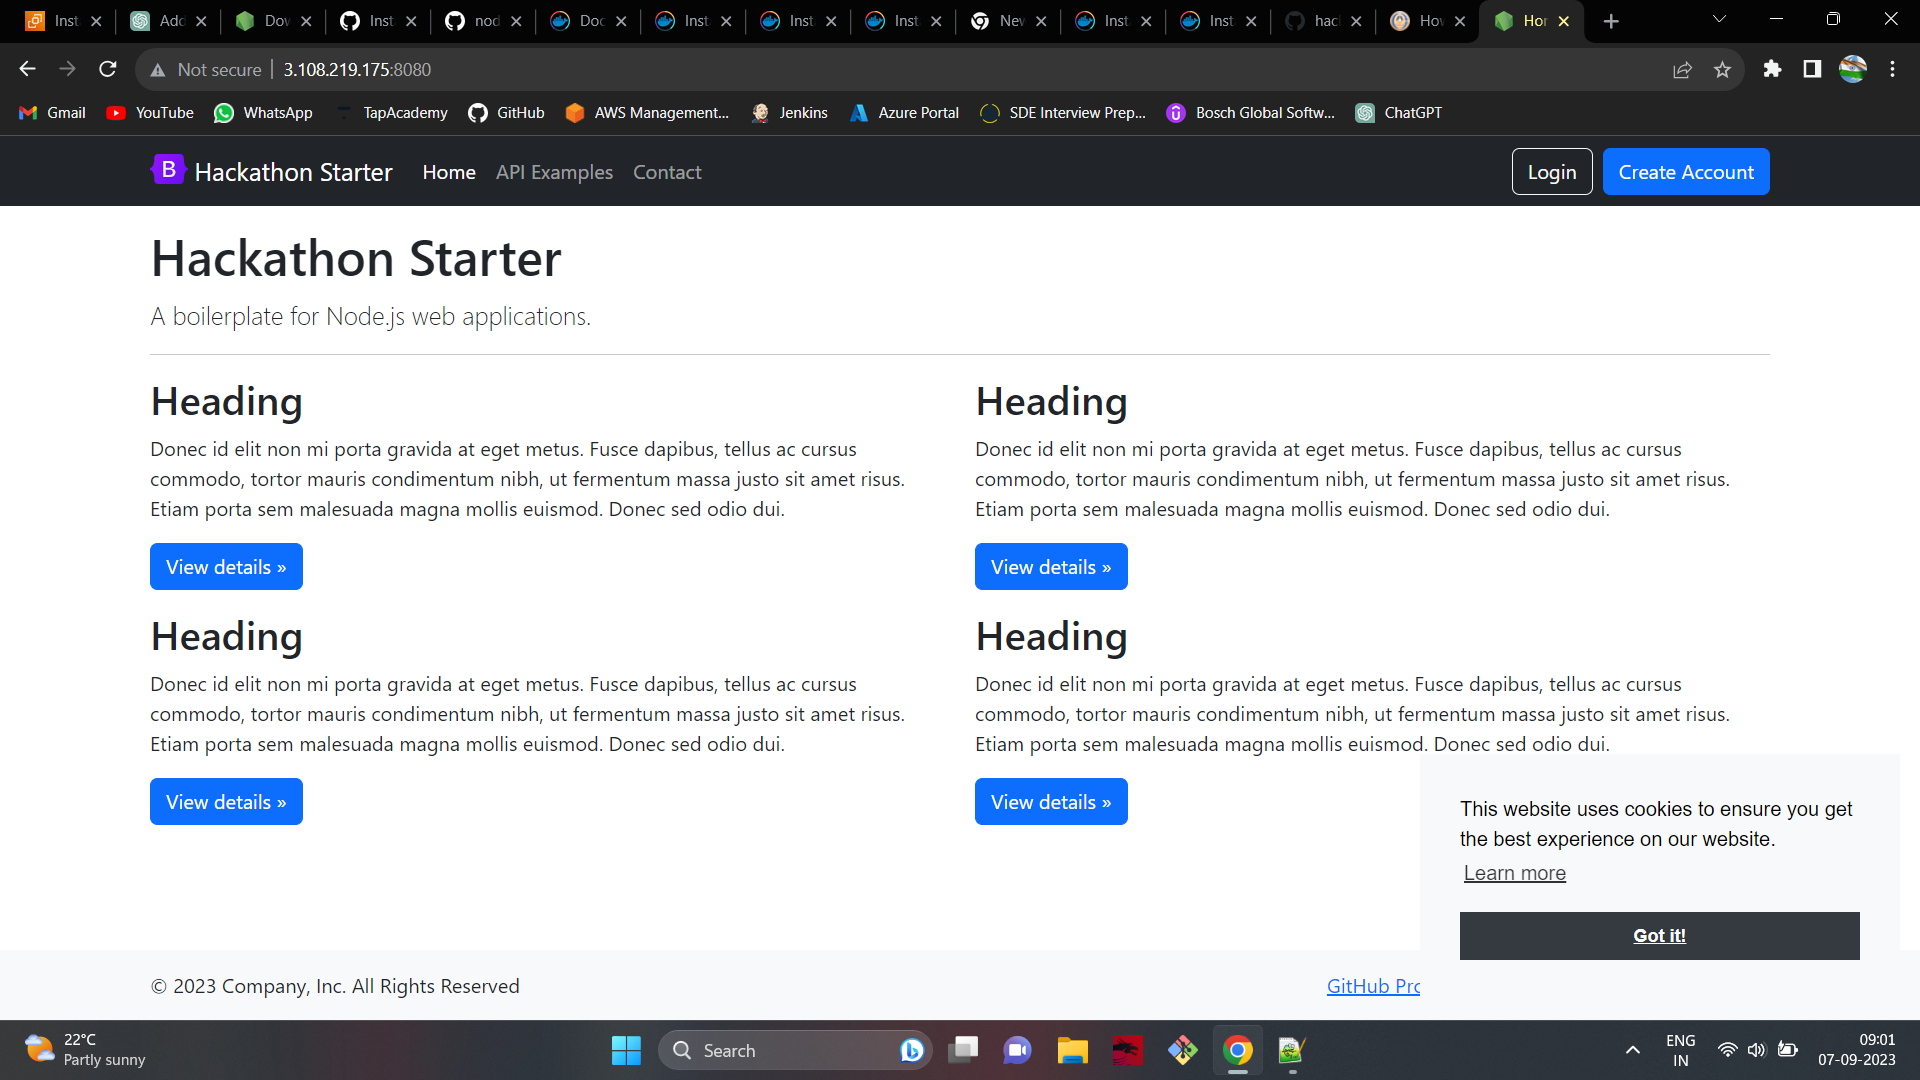 Inst
Add
Dov
Inst
nod
Doc
Inst
Inst
Inst
Nev
Inst
Inst
hac
Hov
Hor
Not secure
3.108.219.175:8080
Gmail
YouTube
WhatsApp
TapAcademy
GitHub
AWS Management...
Jenkins
Azure Portal
SDE Interview Prep...
Bosch Global Softw...
ChatGPT
B
Hackathon Starter
Home
API Examples
Contact
Login
Create Account
Hackathon Starter
A boilerplate for Node.js web applications.
Heading
Donec id elit non mi porta gravida at eget metus. Fusce dapibus, tellus ac cursus
commodo, tortor mauris condimentum nibh, ut fermentum massa justo sit amet risus.
Etiam porta sem malesuada magna mollis euismod. Donec sed odio dui.
View details »
Heading
Donec id elit non mi porta gravida at eget metus. Fusce dapibus, tellus ac cursus
commodo, tortor mauris condimentum nibh, ut fermentum massa justo sit amet risus.
Etiam porta sem malesuada magna mollis euismod. Donec sed odio dui.
View details »
Heading
Donec id elit non mi porta gravida at eget metus. Fusce dapibus, tellus ac cursus
commodo, tortor mauris condimentum nibh, ut fermentum massa justo sit amet risus.
Etiam porta sem malesuada magna mollis euismod. Donec sed odio dui.
View details »
Heading
Donec id elit non mi porta gravida at eget metus. Fusce dapibus, tellus ac cursus
commodo, tortor mauris condimentum nibh, ut fermentum massa justo sit amet risus.
Etiam porta sem malesuada magna mollis euismod. Donec sed odio dui.
View details »
This website uses cookies to ensure you get
the best experience on our website.
Learn more
Got it!
© 2023 Company, Inc. All Rights Reserved
GitHub Pro
22°C
Partly sunny
Search
ENG
IN
09:01
07-09-2023